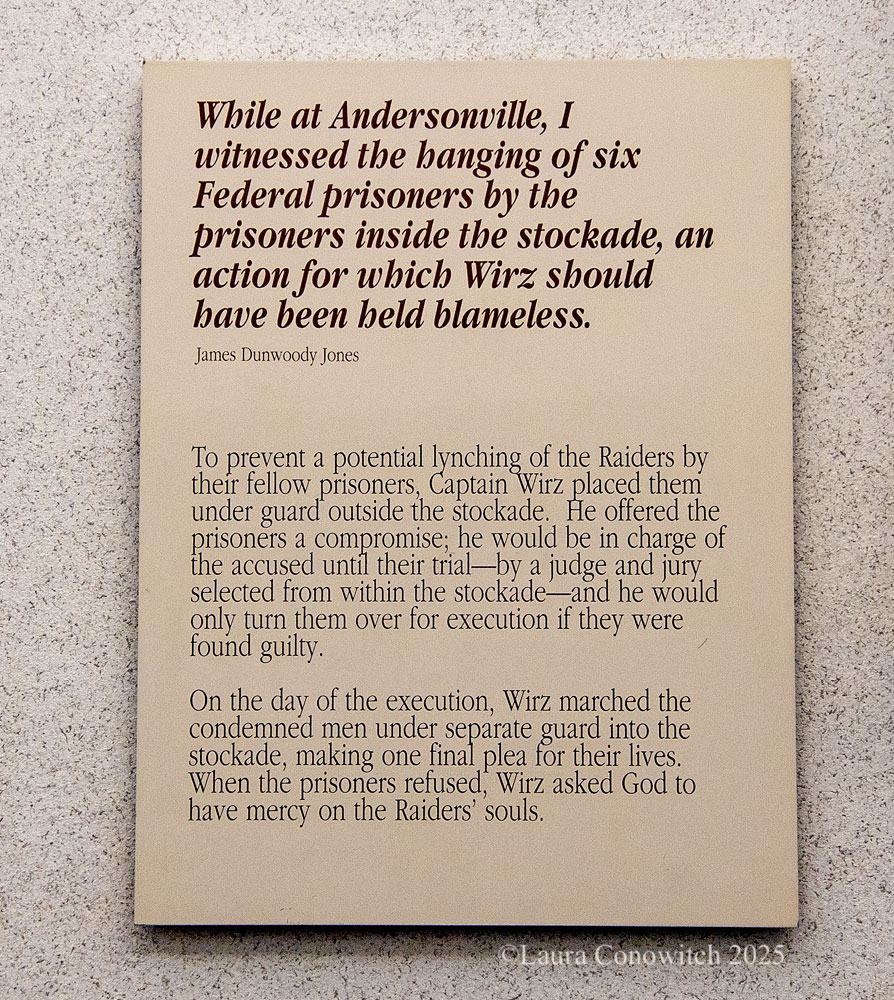 While at Andersonville, I
witnessed the hanging of six
Federal prisoners by the
prisoners inside the stockade, an
action for which Wirz should
have been held blameless.
James Dunwoody Jones
To prevent a potential lynching of the Raiders by
their fellow prisoners, Captain Wirz placed them
under guard outside the stockade.  He offered the
prisoners a compromise; he would be in charge of
the accused until their trial—by a judge and jury
selected from within the stockade—and he would
only turn them over for execution if they were
found guilty.
On the day of the execution, Wirz marched the
condemned men under separate guard into the
stockade, making one final plea for their lives.
When the prisoners refused, Wirz asked God to
have mercy on the Raiders' souls.
©Laura Conowitch 2025